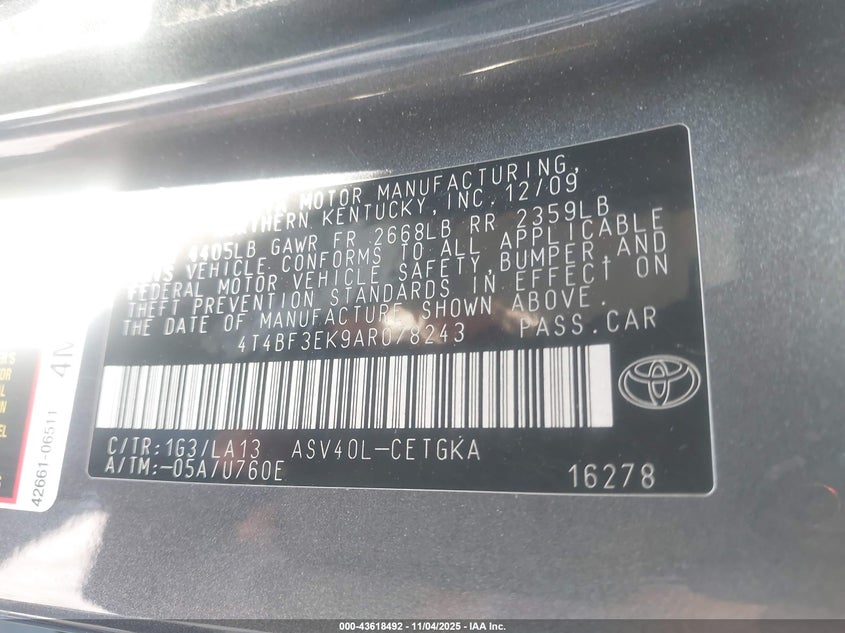 MOTOR MANUFACTURING,
THERN KENTUCKY, INC. 12/09
4405LB GAWR FR 2668LB RR 2359LB
VEHICLE CONFORMS TO ALL APPLICABLE
FEDERAL MOTOR VEHICLE SAFETY, BUMPER, AND
THEFT PREVENTION STANDARDS IN EFFECT ON
THE DATE OF MANUFACTURE SHOWN ABOVE.
4T4BF3EK9AR078243 PASS.CAR
C/TR:1G3/LA13 ASV40L-CETGKA
A/TM:-05A/U760E 16278
42661-06511
4M
000-43618492 - 11/04/2025 - IAA Inc.